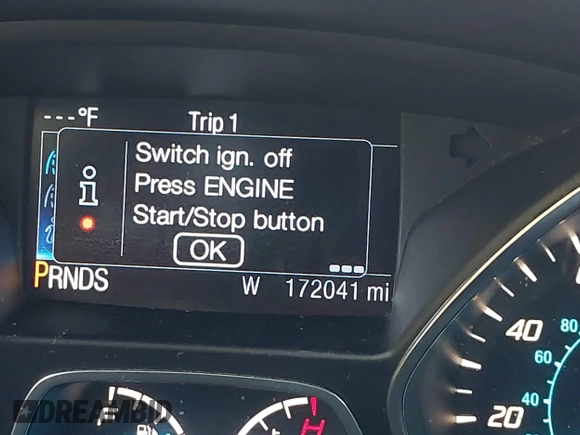 ---°F Trip 1
Switch ign. off
Press ENGINE
i
Start/Stop button
OK
PRNDS W 172041 mi
80
40 60
40
20
H
DREAMBID